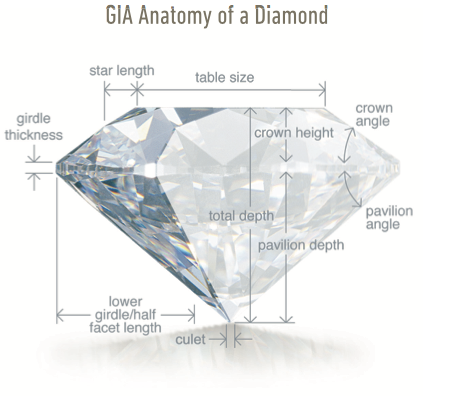 GIA Anatomy of a Diamond
star length
table size
girdle
thickness
crown height
crown
angle
total depth
pavilion
angle
pavilion depth
lower
girdle/half
facet length
culet